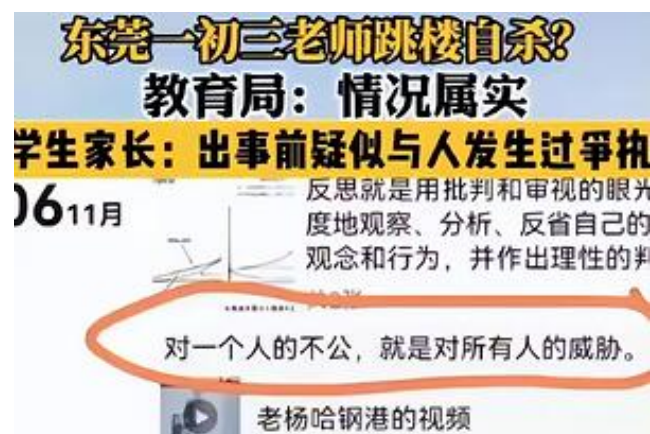 东莞一初三老师跳楼自杀？
教育局：情况属实
学生家长：出事前疑似与人发生过争执
06 11月
反思就是用批判和审视的眼光
度地观察、分析、反省自己的
观念和行为，并作出理性的判
对一个人的不公，就是对所有人的威胁。
老杨哈钢港的视频